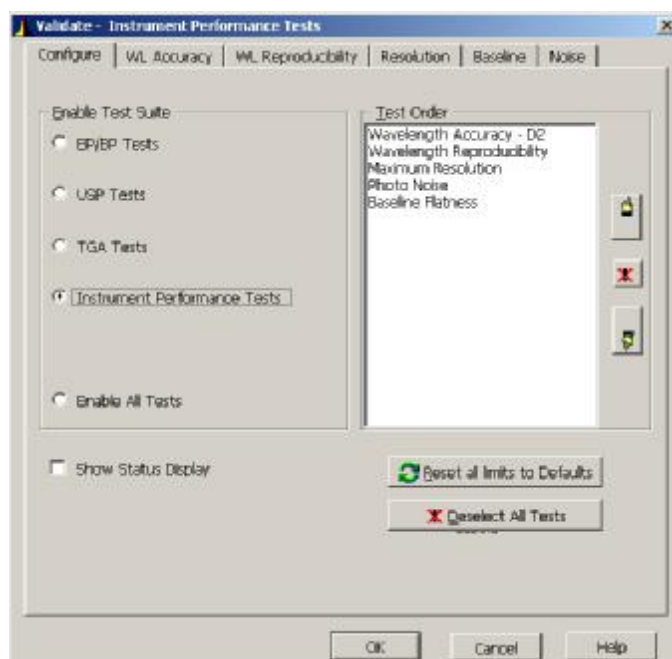 Validate - Instrument Performance Tests
Configure WL Accuracy WL Reproducibility Resolution Baseline Noise
Enable Test Suite
EP/BP Tests
USP Tests
TGA Tests
Instrument Performance Tests
Enable All Tests
Show Status Display
Test Order
Wavelength Accuracy - D2
Wavelength Reproducibility
Maximum Resolution
Photo Noise
Baseline Flatness
Reset all limits to Defaults
Deselect All Tests
OK Cancel Help